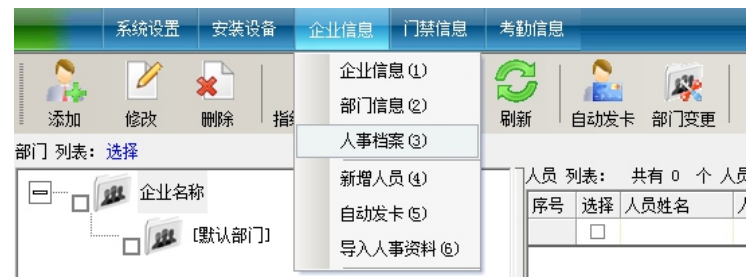 系统设置 安装设备 企业信息 门禁信息 考勤信息
企业信息(1)
部门信息(2)
人事档案(3)
新增人员(4)
自动发卡(5)
导入人事资料(6)
添加 修改 删除 指 刷新 自动发卡 部门变更
部门 列表: 选择
企业名称
[默认部门]
人员 列表: 共有 0 个 人员
序号 选择 人员姓名